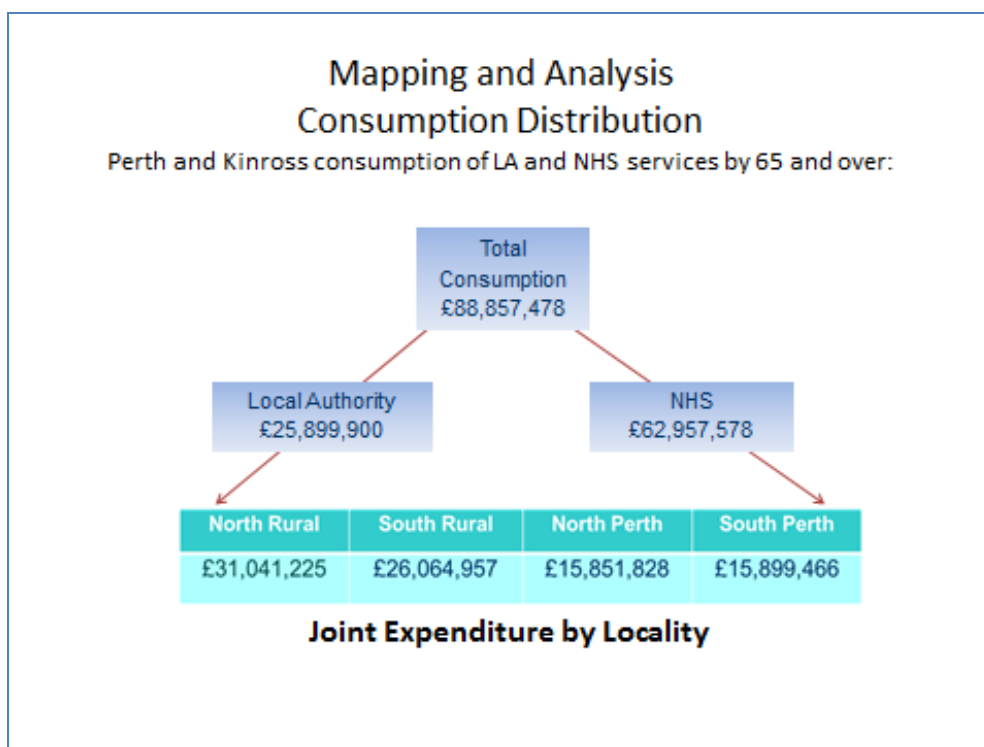 Mapping and Analysis
Consumption Distribution
Perth and Kinross consumption of LA and NHS services by 65 and over:
Total
Consumption
£88,857,478
Local Authority
£25,899,900
NHS
£62,957,578
North Rural South Rural North Perth South Perth
£31,041,225 £26,064,957 £15,851,828 £15,899,466
Joint Expenditure by Locality